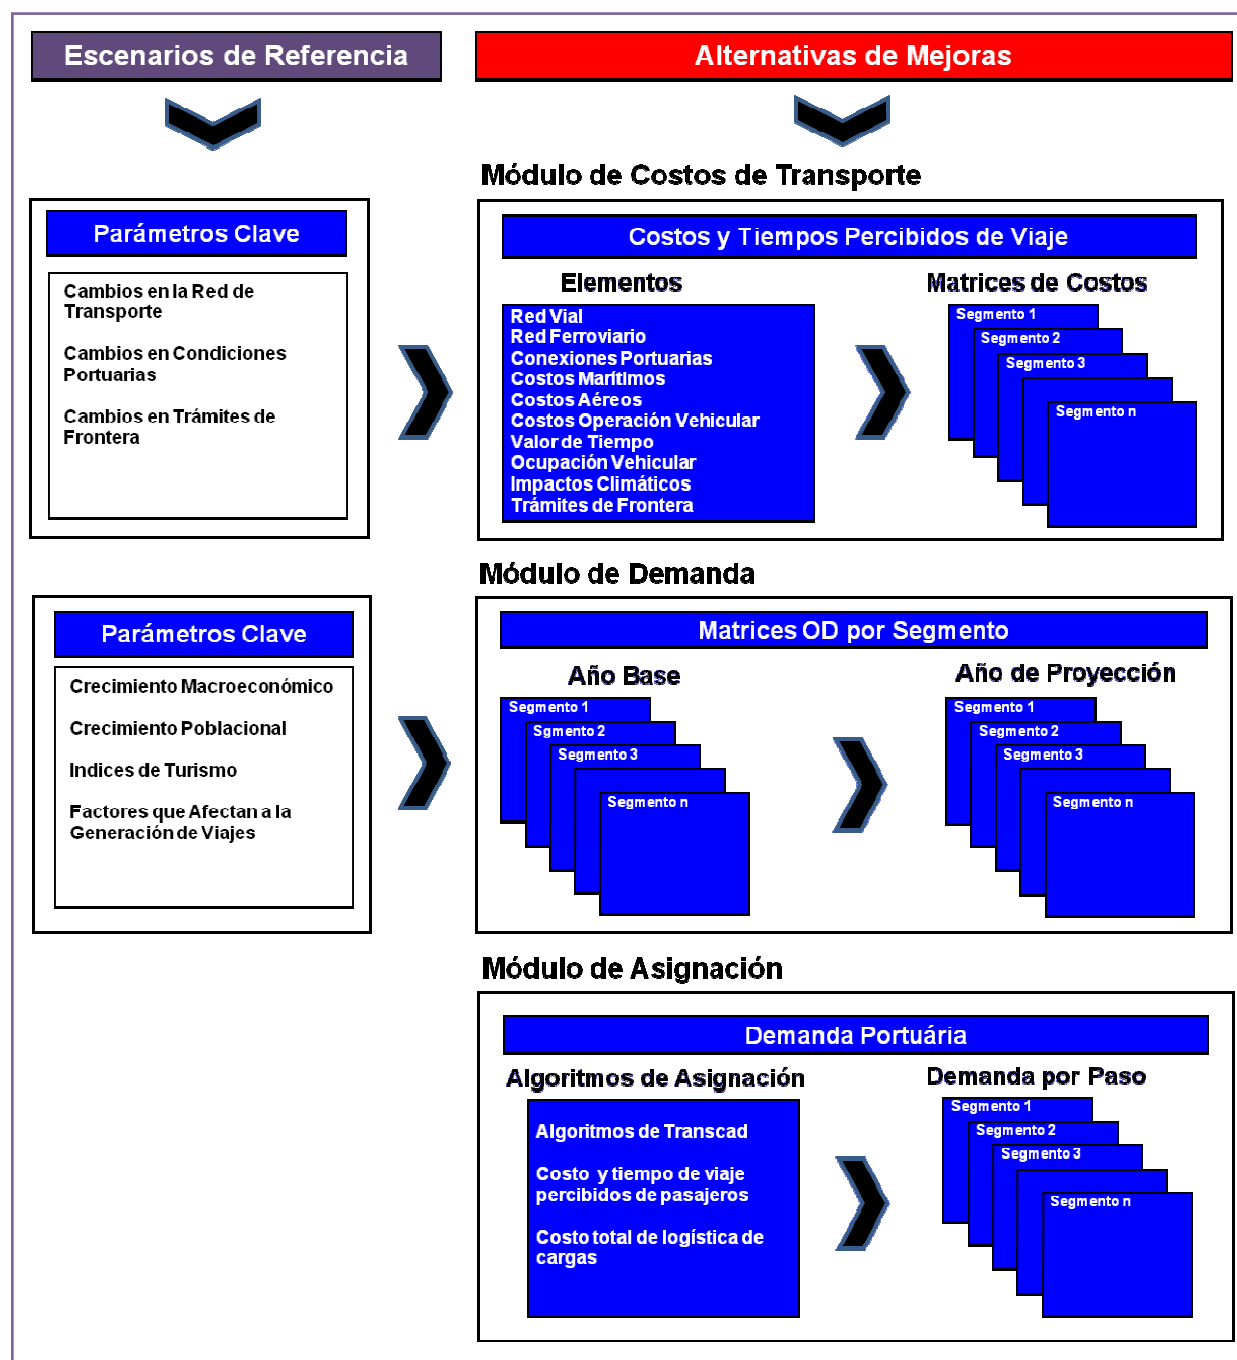 Escenarios de Referencia
Alternativas de Mejoras
Módulo de Costos de Transporte
Parámetros Clave
Cambios en la Red de
Transporte
Cambios en Condiciones
Portuarias
Cambios en Trámites de
Frontera
Costos y Tiempos Percibidos de Viaje
Elementos
Red Vial
Red Ferroviario
Conexiones Portuarias
Costos Marítimos
Costos Aéreos
Costos Operación Vehicular
Valor de Tiempo
Ocupación Vehicular
Impactos Climáticos
Trámites de Frontera
Matrices de Costos
Segmento 1
Segmento 2
Segmento 3
Segmento n
Módulo de Demanda
Parámetros Clave
Crecimiento Macroeconómico
Crecimiento Poblacional
Indices de Turismo
Factores que Afectan a la
Generación de Viajes
Matrices OD por Segmento
Año Base
Segmento 1
Sgmento 2
Segmento 3
Segmento n
Año de Proyección
Segmento 1
Segmento 2
Segmento 3
Segmento n
Módulo de Asignación
Demanda Portuária
Algoritmos de Asignación
Algoritmos de Transcad
Costo y tiempo de viaje
percibidos de pasajeros
Costo total de logística de
cargas
Demanda por Paso
Segmento 1
Segmento 2
Segmento 3
Segmento n